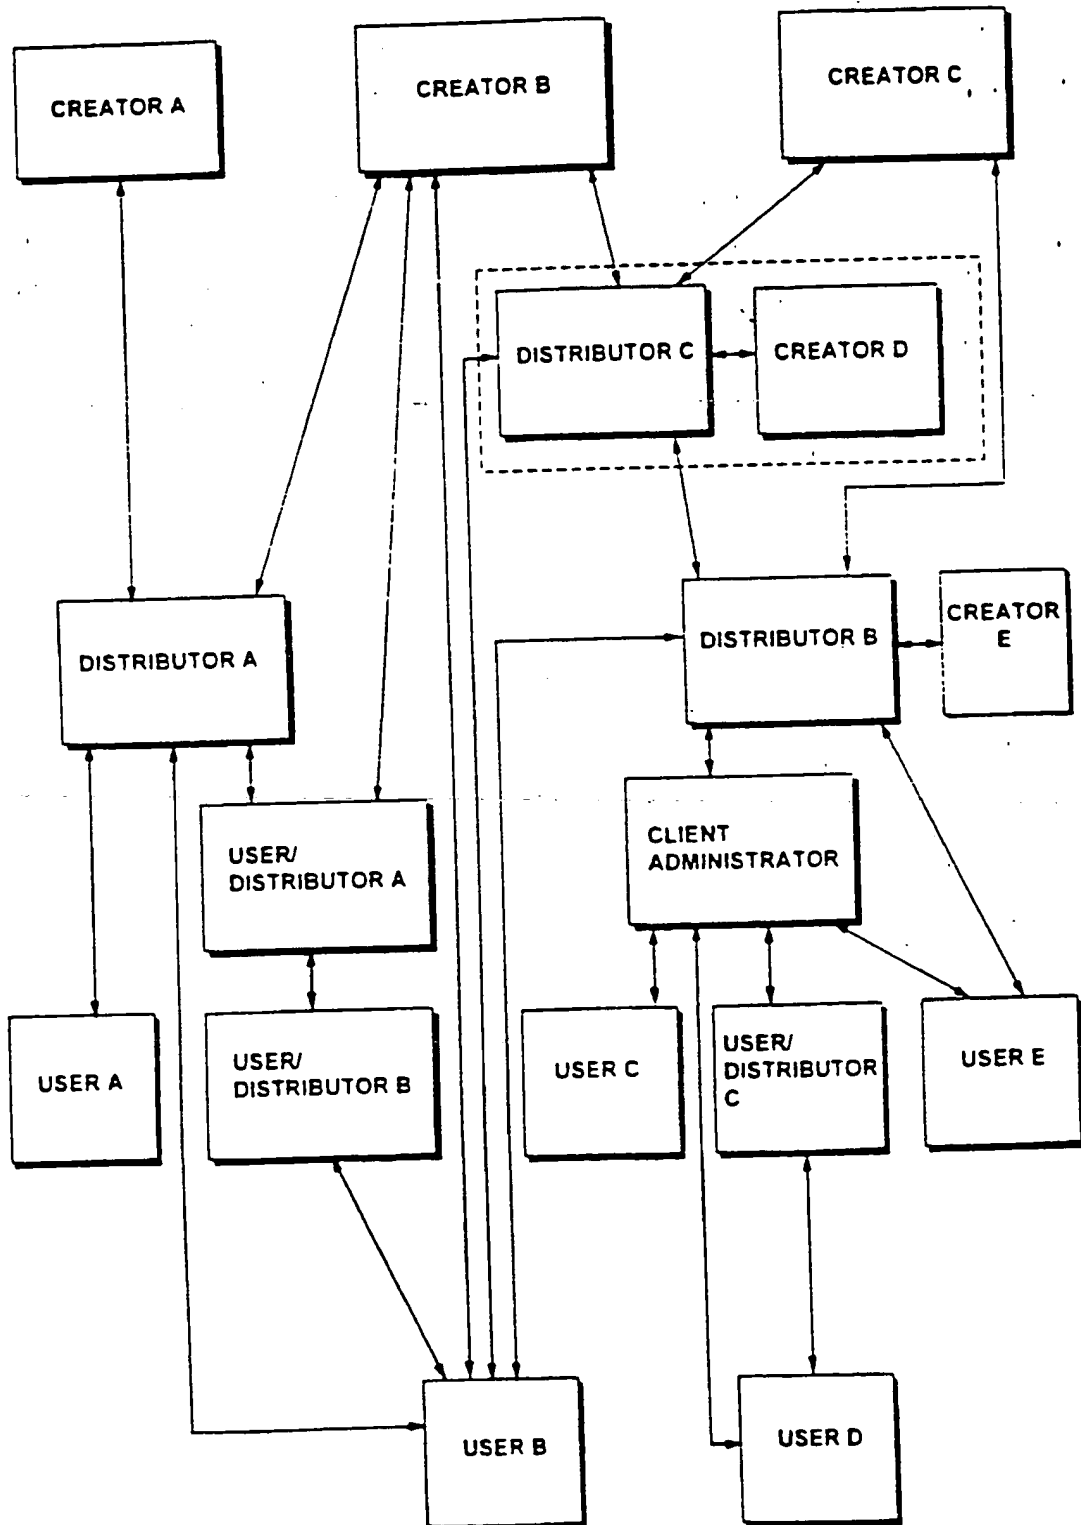 CREATOR A
CREATOR B
CREATOR C
DISTRIBUTOR C
CREATOR D
DISTRIBUTOR A
DISTRIBUTOR B
CREATOR
E
USER/
DISTRIBUTOR A
CLIENT
ADMINISTRATOR
USER A
USER/
DISTRIBUTOR B
USER C
USER/
DISTRIBUTOR
C
USER E
USER B
USER D